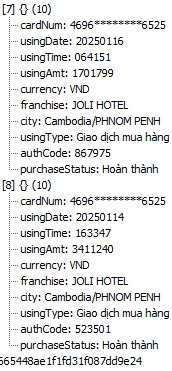 [7] {} (10)
cardNum: 4696********6525
usingDate: 20250116
usingTime: 064151
usingAmt: 1701799
currency: VND
franchise: JOLI HOTEL
city: Cambodia/PHNOM PENH
usingType: Giao dịch mua hàng
authCode: 867975
purchaseStatus: Hoàn thành
[8] {} (10)
cardNum: 4696********6525
usingDate: 20250114
usingTime: 163347
usingAmt: 3411240
currency: VND
franchise: JOLI HOTEL
city: Cambodia/PHNOM PENH
usingType: Giao dịch mua hàng
authCode: 523501
purchaseStatus: Hoàn thành
565448ae1f1fd31f087dd9e24